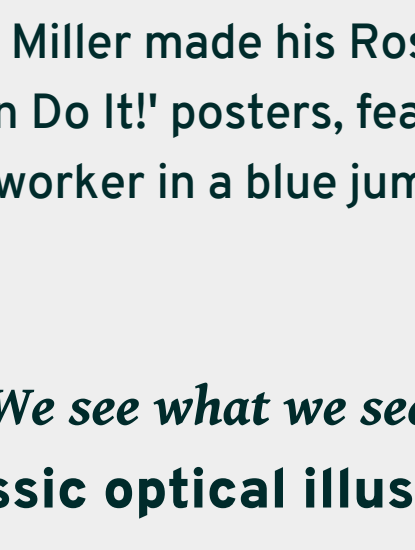 Miller made his Ros
n Do It!' posters, fea
worker in a blue jum
We see what we see
ssic optical illus